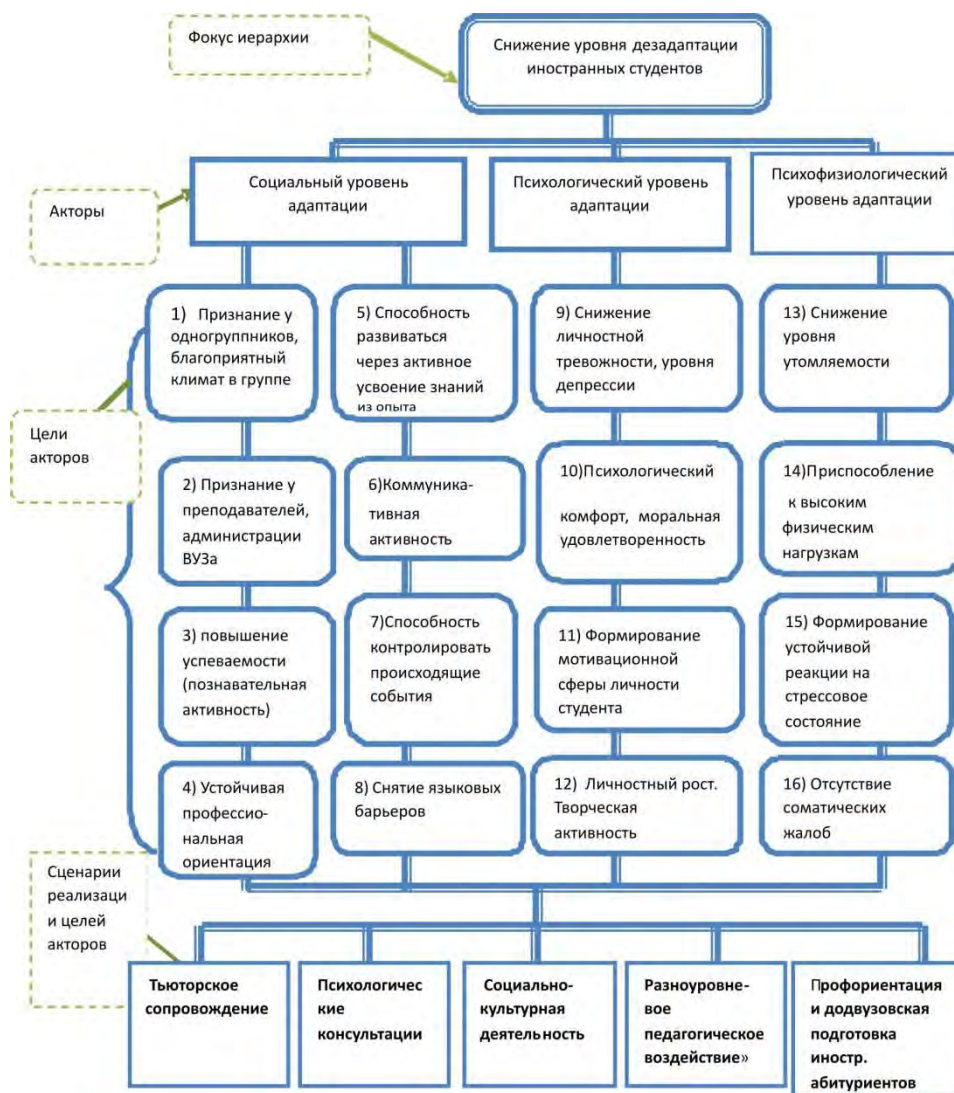 Фокус иерархии
Снижение уровня дезадаптации
иностранных студентов
Акторы
Социальный уровень
адаптации
Психологический уровень
адаптации
Психофизиологический
уровень адаптации
Цели
акторов
1) Признание у
одногруппников,
благоприятный
климат в группе
5) Способность
развиваться
через активное
усвоение знаний
из опыта
9) Снижение
личностной
тревожности, уровня
депрессии
13) Снижение
уровня
утомляемости
2) Признание у
преподавателей,
администрации
ВУЗа
6)Коммуника-
тивная
активность
10)Психологический
комфорт, моральная
удовлетворенность
14)Приспособление
к высоким
физическим
нагрузкам
3) повышение
успеваемости
(познавательная
активность)
7)Способность
контролировать
происходящие
события
11) Формирование
мотивационной
сферы личности
студента
15) Формирование
устойчивой
реакции на
стрессовое
состояние
4) Устойчивая
профессио-
нальная
ориентация
8) Снятие языковых
барьеров
12) Личностный рост.
Творческая
активность
16) Отсутствие
соматических
жалоб
Сценарии
реализаци
и целей
акторов
Тьюторское
сопровождение
Психологичес
кие
консультации
Социально-
культурная
деятельность
Разноуровне-
вое
педагогическое
воздействие»
Профориентация
и довузовская
подготовка
иностр.
абитуриентов